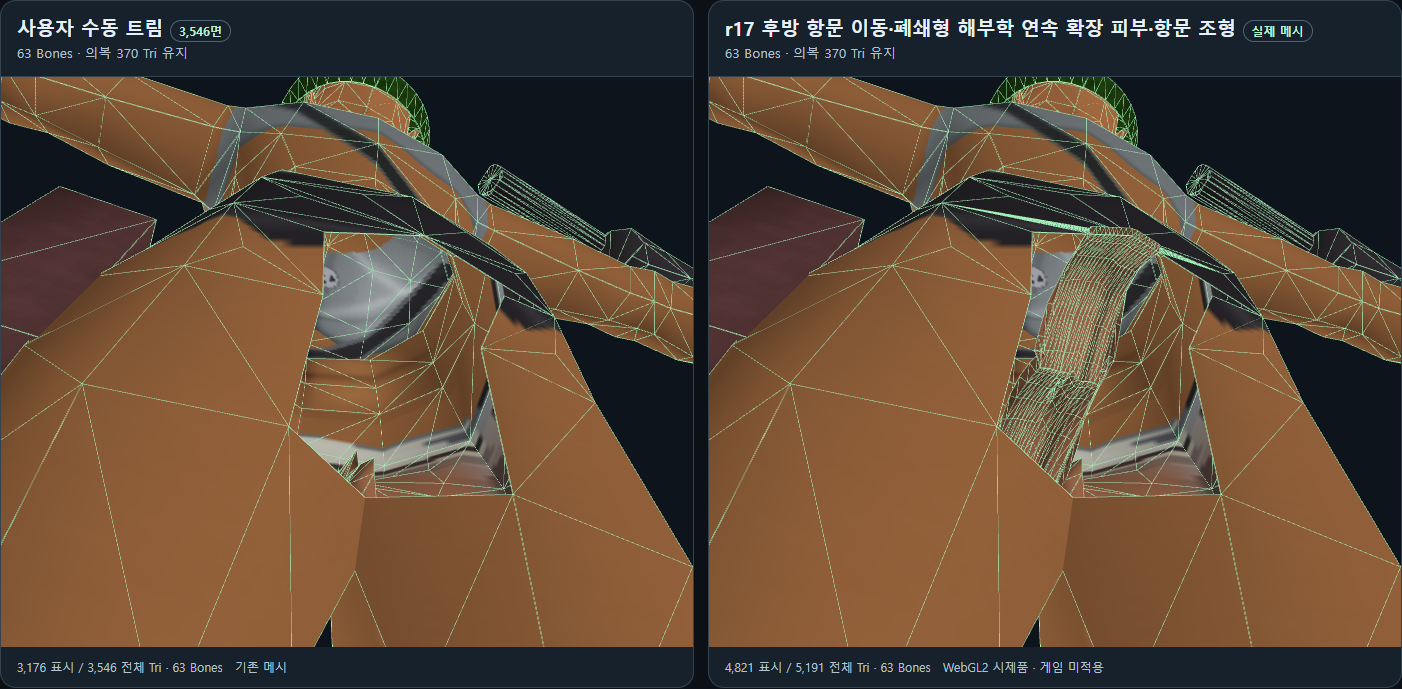 사용자 수동 트림 3,546면
63 Bones · 의복 370 Tri 유지
3,176 표시 / 3,546 전체 Tri · 63 Bones 기존 메시
r17 후방 항문 이동·폐쇄형 해부학 연속 확장 피부·항문 조형 실제 메시
63 Bones · 의복 370 Tri 유지
4,821 표시 / 5,191 전체 Tri · 63 Bones WebGL2 시제품 · 게임 미적용